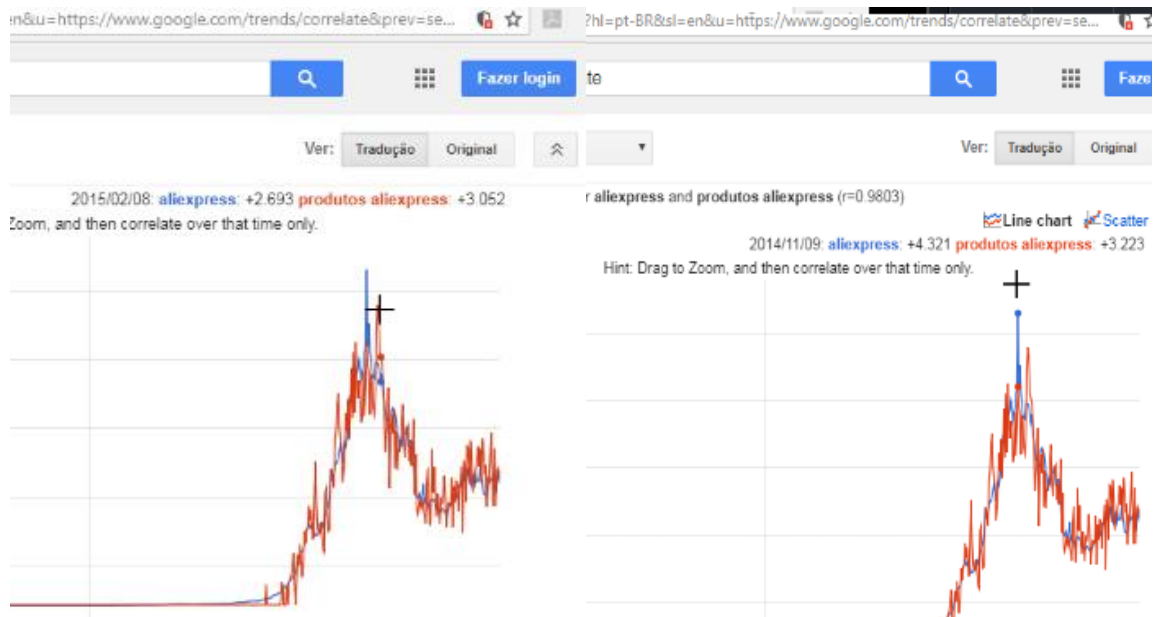 en&u=https://www.google.com/trends/correlate&prev=se...
Fazer login
Ver: Tradução Original
2015/02/08: aliexpress: +2.693 produtos aliexpress: +3.052
Zoom, and then correlate over that time only.
?hl=pt-BR&sl=en&u=https://www.google.com/trends/correlate&prev=se...
te
Faze
Ver: Tradução Original
r aliexpress and produtos aliexpress (r=0.9803)
Line chart Scatter
2014/11/09: aliexpress: +4.321 produtos aliexpress: +3.223
Hint: Drag to Zoom, and then correlate over that time only.